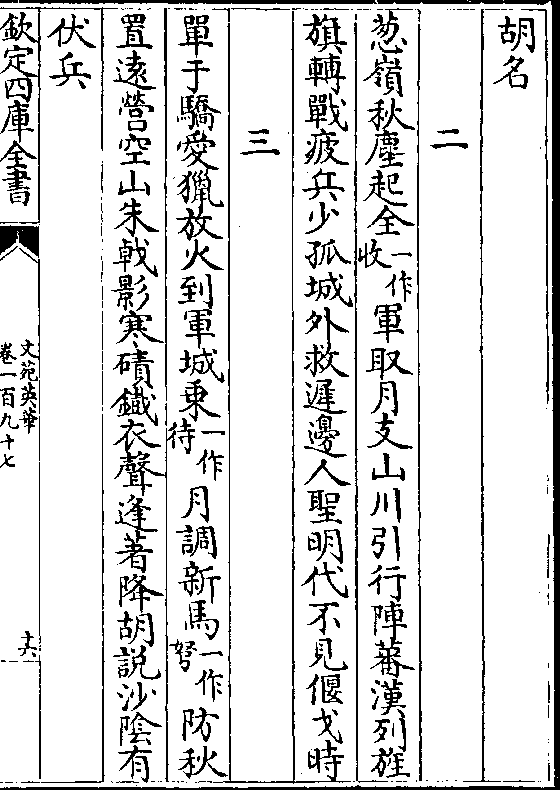 胡名
二
葱嶺秋塵起全一作收軍取月支山川引行陣蕃漢列旌
旗轉戰疲兵少孤城外救遲邊人聖明代不見偃戈時
三
單于驕愛獵放火到軍城乗一作待月調新馬一作弩防秋
置遠營空山朱戟影寒磧鐡衣聲逢著降胡説沙陰有
伏兵
欽定四庫全書
文苑英華
卷一百九十七
十六